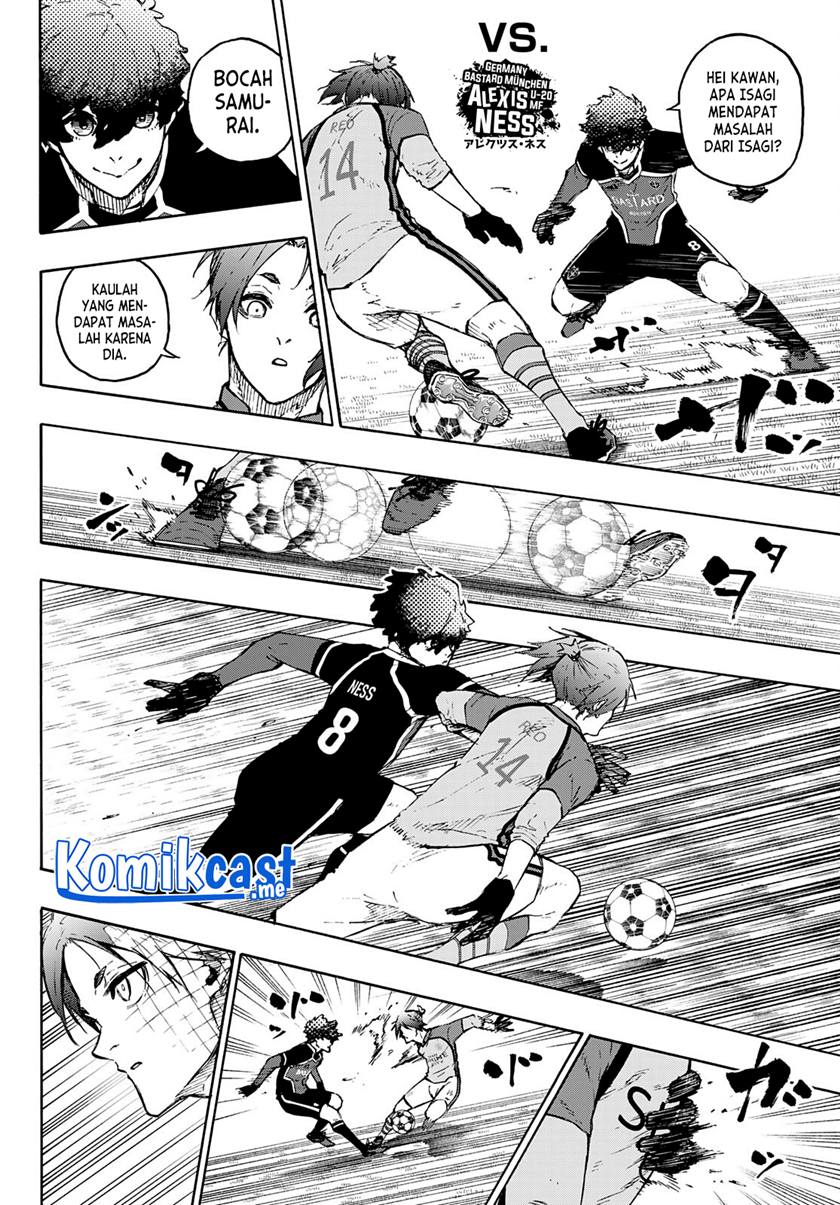 VS.
GERMANY
BASTARD MÜNCHEN
U-20
ALEXIS MF
NESS
アレクシス・ネス
HEI KAWAN,
APA ISAGI
MENDAPAT
MASALAH
DARI ISAGI?
REO
14
BASTARD
8
BOCAH
SAMU-
RAI.
KAULAH
YANG MEN-
DAPAT MASA-
LAH KARENA
DIA.
NESS
8
REO
14
Komikcast
.me